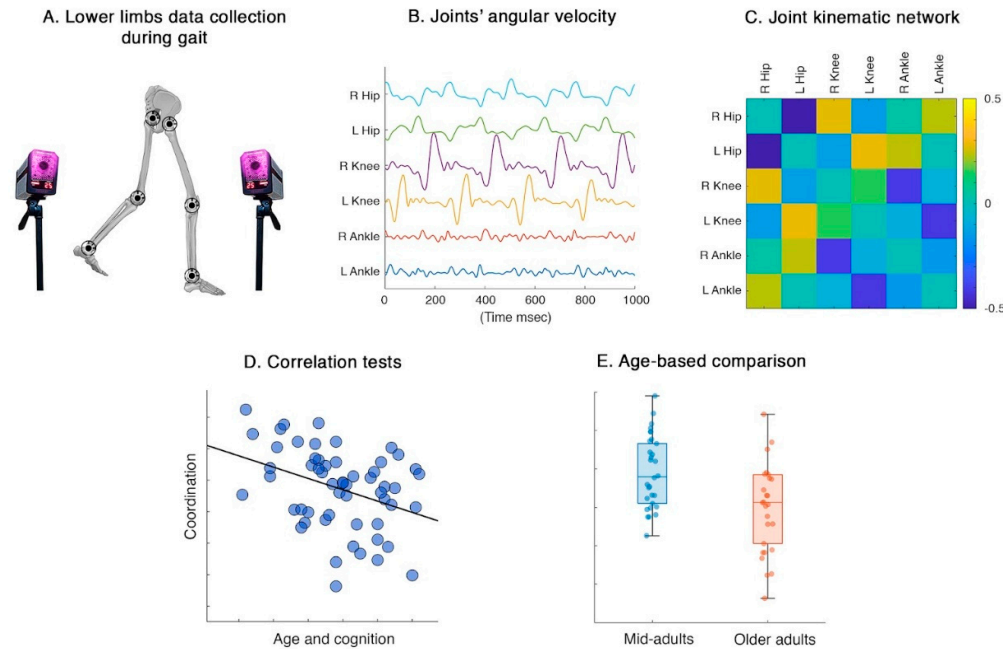 A. Lower limbs data collection
during gait
B. Joints' angular velocity
R Hip
L Hip
R Knee
L Knee
R Ankle
L Ankle
0 200 400 600 800 1000
(Time msec)
C. Joint kinematic network
R Hip
L Hip
R Knee
L Knee
R Ankle
L Ankle
R Hip
L Hip
R Knee
L Knee
R Ankle
L Ankle
0.5
0
-0.5
D. Correlation tests
Coordination
Age and cognition
E. Age-based comparison
Mid-adults Older adults